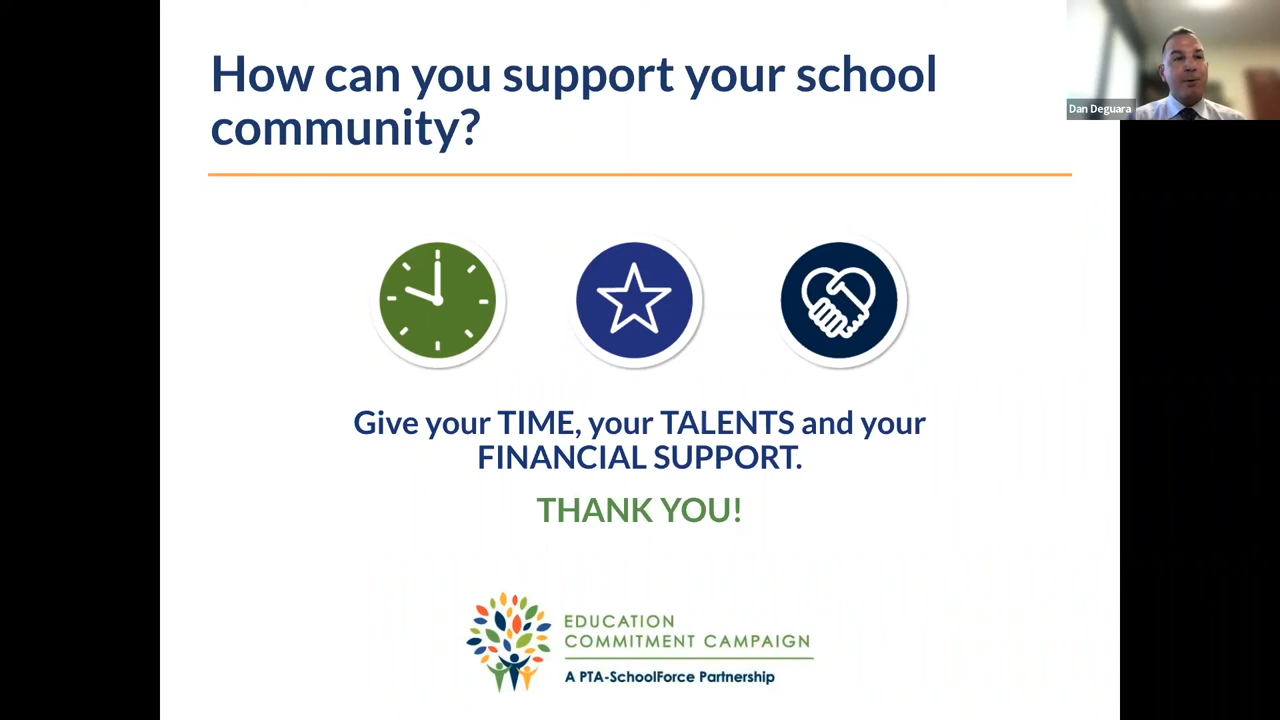 How can you support your school
community?
Dan Deguara
Give your TIME, your TALENTS and your
FINANCIAL SUPPORT.
THANK YOU!
EDUCATION
COMMITMENT CAMPAIGN
A PTA-SchoolForce Partnership